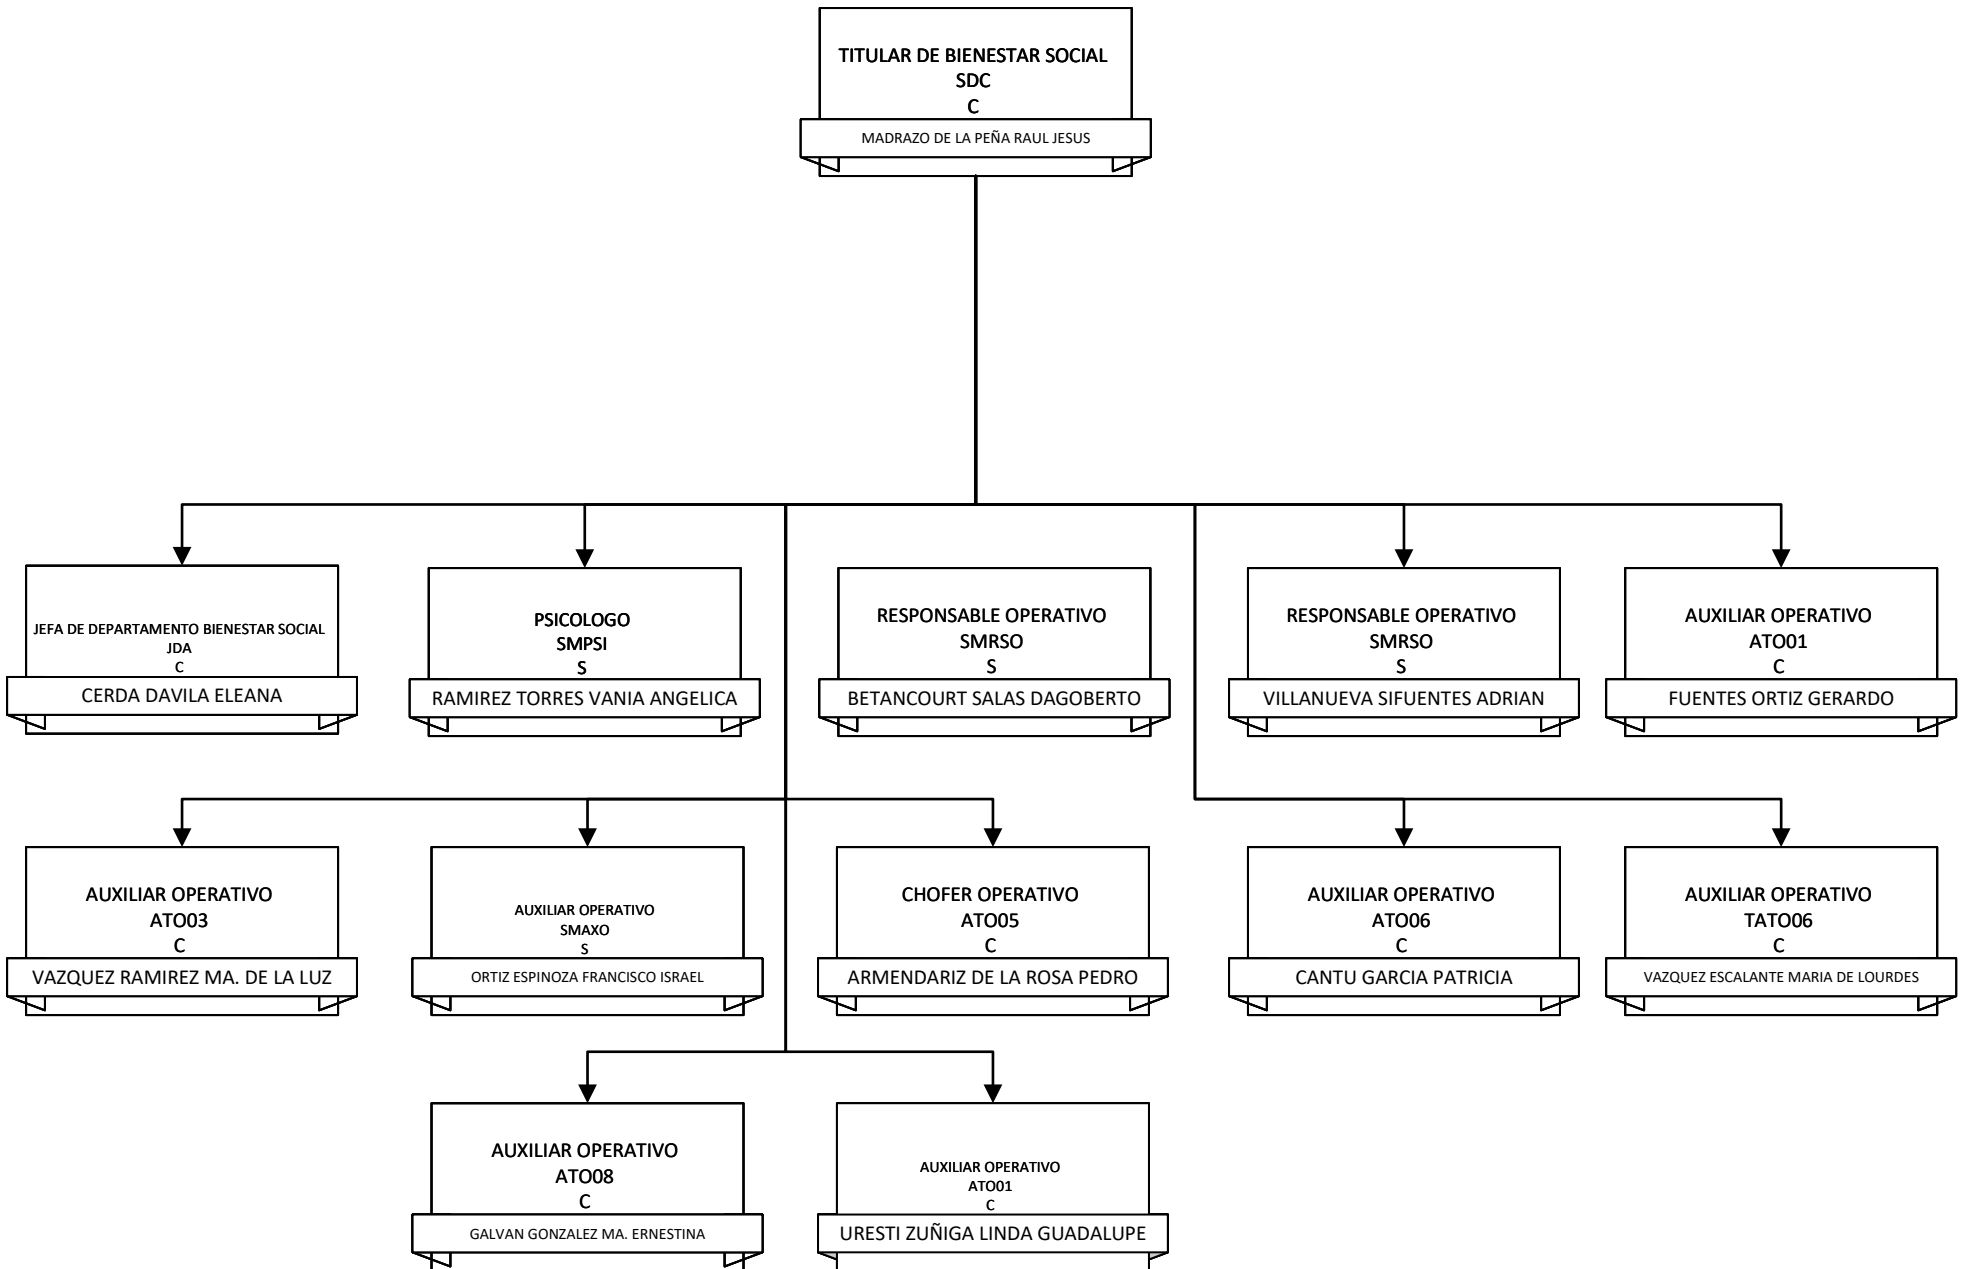 TITULAR DE BIENESTAR SOCIAL
SDC
C
MADRAZO DE LA PEÑA RAUL JESUS
JEFA DE DEPARTAMENTO BIENESTAR SOCIAL
JDA
C
CERDA DAVILA ELEANA
PSICOLOGO
SMPSI
S
RAMIREZ TORRES VANIA ANGELICA
RESPONSABLE OPERATIVO
SMRSO
S
BETANCOURT SALAS DAGOBERTO
RESPONSABLE OPERATIVO
SMRSO
S
VILLANUEVA SIFUENTES ADRIAN
AUXILIAR OPERATIVO
ATO01
C
FUENTES ORTIZ GERARDO
AUXILIAR OPERATIVO
ATO03
C
VAZQUEZ RAMIREZ MA. DE LA LUZ
AUXILIAR OPERATIVO
SMAXO
S
ORTIZ ESPINOZA FRANCISCO ISRAEL
CHOFER OPERATIVO
ATO05
C
ARMENDARIZ DE LA ROSA PEDRO
AUXILIAR OPERATIVO
ATO06
C
CANTU GARCIA PATRICIA
AUXILIAR OPERATIVO
TATO06
C
VAZQUEZ ESCALANTE MARIA DE LOURDES
AUXILIAR OPERATIVO
ATO08
C
GALVAN GONZALEZ MA. ERNESTINA
AUXILIAR OPERATIVO
ATO01
C
URESTI ZUÑIGA LINDA GUADALUPE